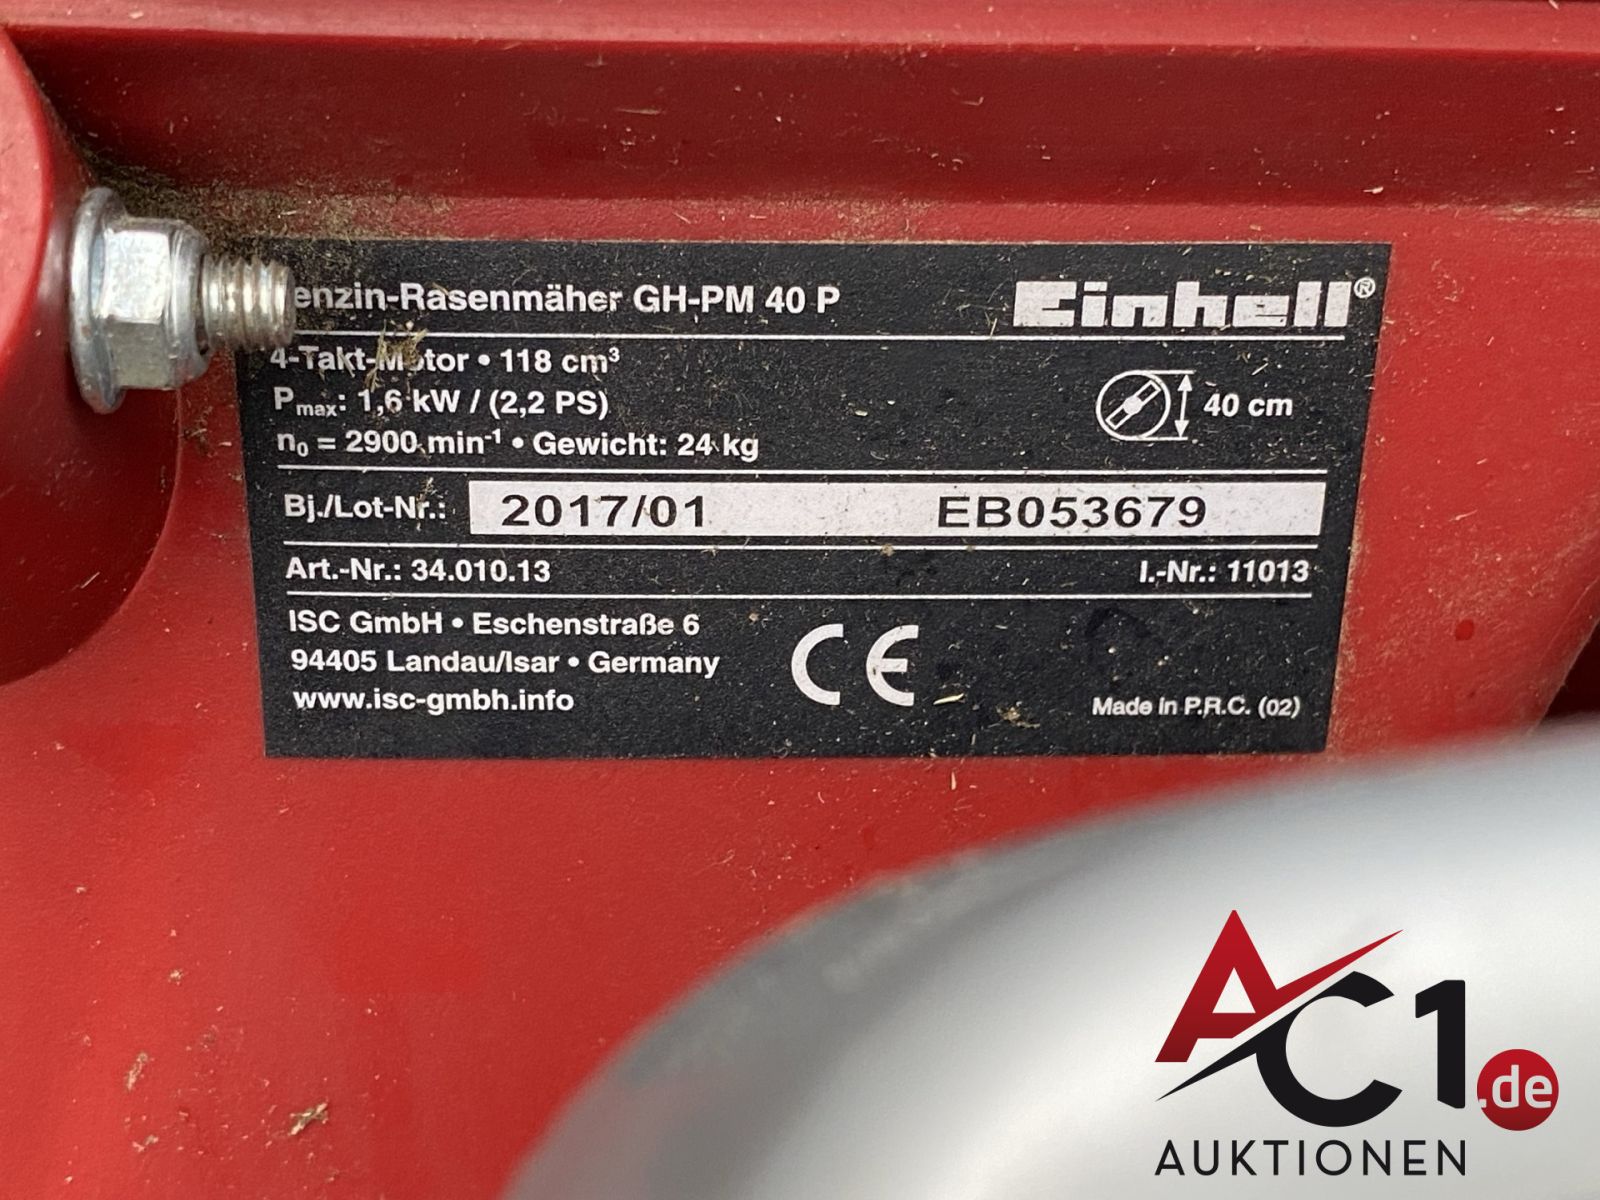 enzin-Rasenmäher GH-PM 40 P
Einhell®
4-Takt-Motor • 118 cm³
Pmax: 1,6 kW / (2,2 PS)
n0 = 2900 min-1 • Gewicht: 24 kg
40 cm
Bj./Lot-Nr.: 2017/01 EB053679
Art.-Nr.: 34.010.13 I.-Nr.: 11013
ISC GmbH • Eschenstraße 6
94405 Landau/Isar • Germany
www.isc-gmbh.info
CE
Made in P.R.C. (02)
AC1.de
AUKTIONEN